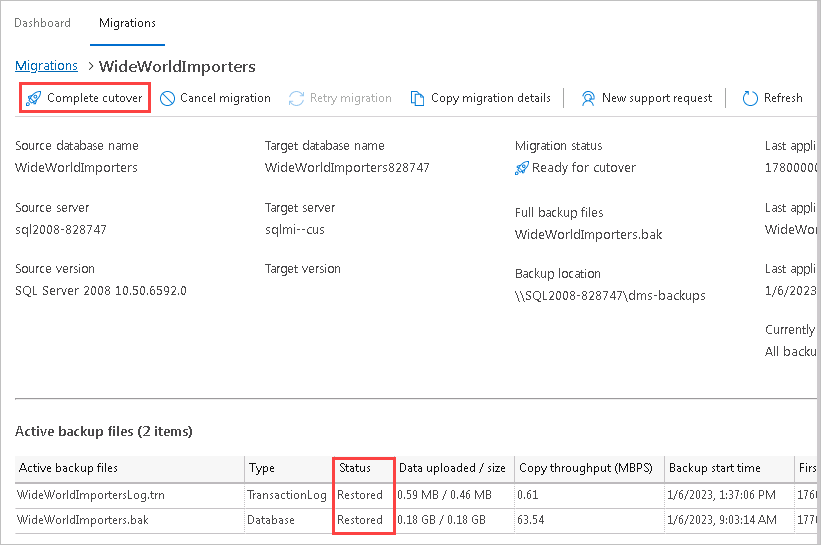 Dashboard Migrations
Migrations > WideWorldImporters
Complete cutover Cancel migration Retry migration Copy migration details New support request Refresh
Source database name Target database name Migration status Last appli
WideWorldImporters WideWorldImporters828747 Ready for cutover 17800000
Source server Target server Full backup files Last appli
sql2008-828747 sqlmi--cus WideWorldImporters.bak WideWorl
Source version Target version Backup location Last appli
SQL Server 2008 10.50.6592.0 \\SQL2008-828747\dms-backups 1/6/2023
Currently
All backu
Active backup files (2 items)
Active backup files Type Status Data uploaded / size Copy throughput (MBPS) Backup start time Firs
WideWorldImportersLog.trn TransactionLog Restored 0.59 MB / 0.46 MB 0.61 1/6/2023, 1:37:06 PM 1760
WideWorldImporters.bak Database Restored 0.18 GB / 0.18 GB 63.54 1/6/2023, 9:03:14 AM 1770